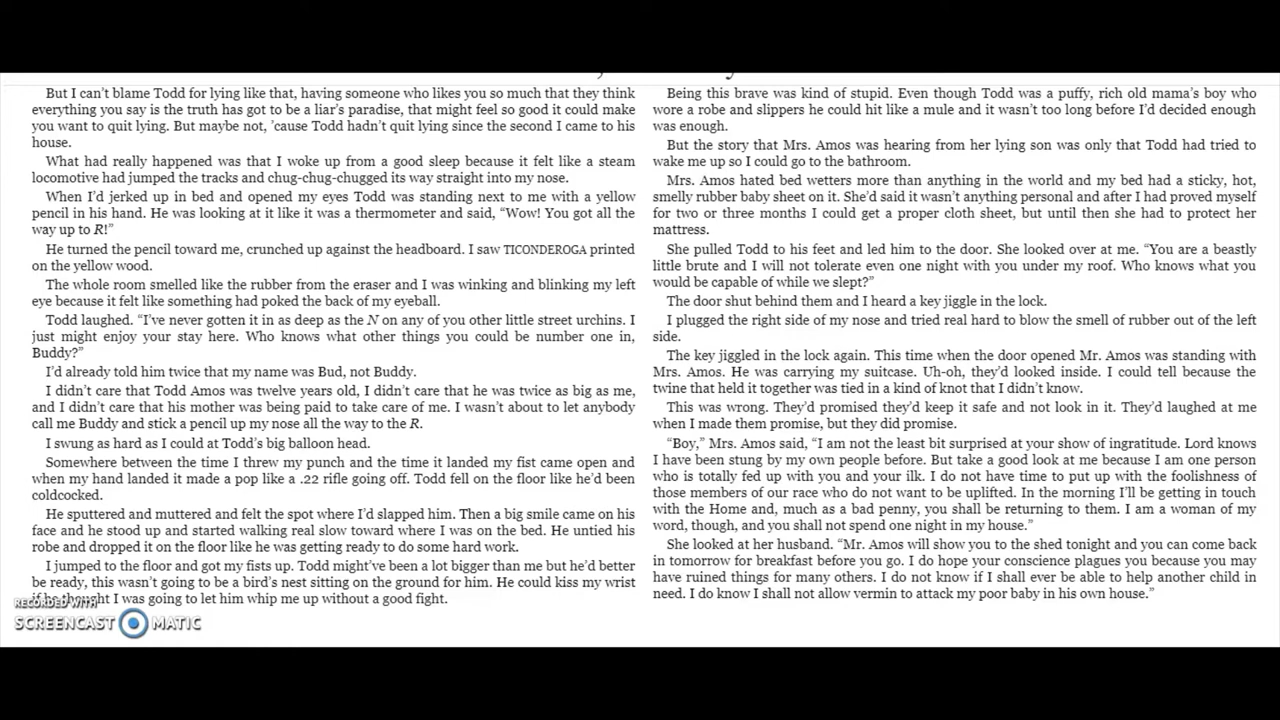 But I can't blame Todd for lying like that, having someone who likes you so much that they think
everything you say is the truth has got to be a liar's paradise, that might feel so good it could make
you want to quit lying. But maybe not, 'cause Todd hadn't quit lying since the second I came to his
house.
What had really happened was that I woke up from a good sleep because it felt like a steam
locomotive had jumped the tracks and chug-chug-chugged its way straight into my nose.
When I'd jerked up in bed and opened my eyes Todd was standing next to me with a yellow
pencil in his hand. He was looking at it like it was a thermometer and said, “Wow! You got all the
way up to R!”
He turned the pencil toward me, crunched up against the headboard. I saw TICONDEROGA printed
on the yellow wood.
The whole room smelled like the rubber from the eraser and I was winking and blinking my left
eye because it felt like something had poked the back of my eyeball.
Todd laughed. “I've never gotten it in as deep as the N on any of you other little street urchins. I
just might enjoy your stay here. Who knows what other things you could be number one in,
Buddy?”
I'd already told him twice that my name was Bud, not Buddy.
I didn't care that Todd Amos was twelve years old, I didn't care that he was twice as big as me,
and I didn't care that his mother was being paid to take care of me. I wasn't about to let anybody
call me Buddy and stick a pencil up my nose all the way to the R.
I swung as hard as I could at Todd's big balloon head.
Somewhere between the time I threw my punch and the time it landed my fist came open and
when my hand landed it made a pop like a .22 rifle going off. Todd fell on the floor like he'd been
coldcocked.
He sputtered and muttered and felt the spot where I'd slapped him. Then a big smile came on his
face and he stood up and started walking real slow toward where I was on the bed. He untied his
robe and dropped it on the floor like he was getting ready to do some hard work.
I jumped to the floor and got my fists up. Todd might've been a lot bigger than me but he'd better
be ready, this wasn't going to be a bird's nest sitting on the ground for him. He could kiss my wrist
if he thought I was going to let him whip me up without a good fight.
RECORDED WITH
SCREENCAST MATIC
Being this brave was kind of stupid. Even though Todd was a puffy, rich old mama's boy who
wore a robe and slippers he could hit like a mule and it wasn't too long before I'd decided enough
was enough.
But the story that Mrs. Amos was hearing from her lying son was only that Todd had tried to
wake me up so I could go to the bathroom.
Mrs. Amos hated bed wetters more than anything in the world and my bed had a sticky, hot,
smelly rubber baby sheet on it. She'd said it wasn't anything personal and after I had proved myself
for two or three months I could get a proper cloth sheet, but until then she had to protect her
mattress.
She pulled Todd to his feet and led him to the door. She looked over at me. “You are a beastly
little brute and I will not tolerate even one night with you under my roof. Who knows what you
would be capable of while we slept?”
The door shut behind them and I heard a key jiggle in the lock.
I plugged the right side of my nose and tried real hard to blow the smell of rubber out of the left
side.
The key jiggled in the lock again. This time when the door opened Mr. Amos was standing with
Mrs. Amos. He was carrying my suitcase. Uh-oh, they'd looked inside. I could tell because the
twine that held it together was tied in a kind of knot that I didn't know.
This was wrong. They'd promised they'd keep it safe and not look in it. They'd laughed at me
when I made them promise, but they did promise.
“Boy,” Mrs. Amos said, “I am not the least bit surprised at your show of ingratitude. Lord knows
I have been stung by my own people before. But take a good look at me because I am one person
who is totally fed up with you and your ilk. I do not have time to put up with the foolishness of
those members of our race who do not want to be uplifted. In the morning I'll be getting in touch
with the Home and, much as a bad penny, you shall be returning to them. I am a woman of my
word, though, and you shall not spend one night in my house.”
She looked at her husband. “Mr. Amos will show you to the shed tonight and you can come back
in tomorrow for breakfast before you go. I do hope your conscience plagues you because you may
have ruined things for many others. I do not know if I shall ever be able to help another child in
need. I do know I shall not allow vermin to attack my poor baby in his own house.”